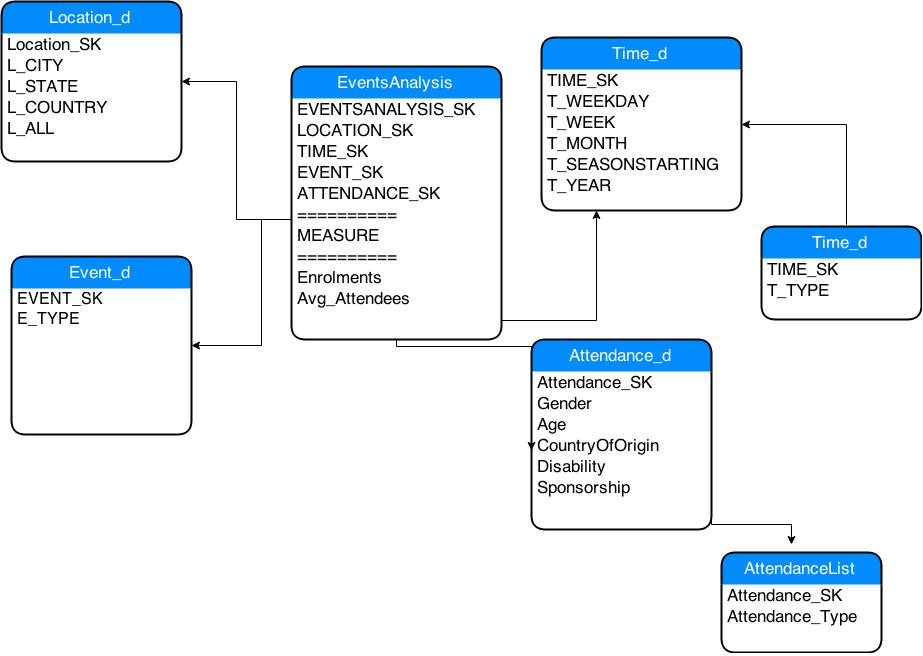 Location_d
Location_SK
L_CITY
L_STATE
L_COUNTRY
L_ALL
EventsAnalysis
EVENTSANALYSIS_SK
LOCATION_SK
TIME_SK
EVENT_SK
ATTENDANCE_SK
==========
MEASURE
==========
Enrolments
Avg_Attendees
Time_d
TIME_SK
T_WEEKDAY
T_WEEK
T_MONTH
T_SEASONSTARTING
T_YEAR
Time_d
TIME_SK
T_TYPE
Event_d
EVENT_SK
E_TYPE
Attendance_d
Attendance_SK
Gender
Age
CountryOfOrigin
Disability
Sponsorship
AttendanceList
Attendance_SK
Attendance_Type